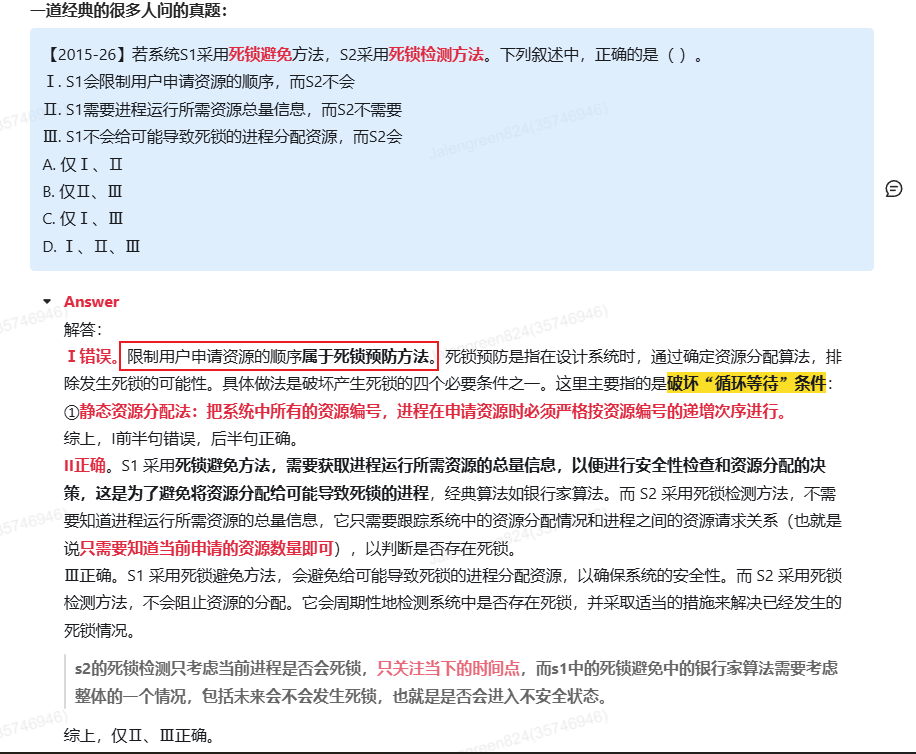 一道经典的很多人问的真题：
【2015-26】若系统S1采用死锁避免方法，S2采用死锁检测方法。下列叙述中，正确的是（ ）。
Ⅰ. S1会限制用户申请资源的顺序，而S2不会
Ⅱ. S1需要进程运行所需资源总量信息，而S2不需要
Ⅲ. S1不会给可能导致死锁的进程分配资源，而S2会
A. 仅Ⅰ、Ⅱ
B. 仅Ⅱ、Ⅲ
C. 仅Ⅰ、Ⅲ
D. Ⅰ、Ⅱ、Ⅲ
Answer
解答：
Ⅰ错误。限制用户申请资源的顺序属于死锁预防方法。死锁预防是指在设计系统时，通过确定资源分配算法，排
除发生死锁的可能性。具体做法是破坏产生死锁的四个必要条件之一。这里主要指的是破坏“循环等待”条件：
①静态资源分配法：把系统中所有的资源编号，进程在申请资源时必须严格按资源编号的递增次序进行。
综上，I前半句错误，后半句正确。
II正确。S1 采用死锁避免方法，需要获取进程运行所需资源的总量信息，以便进行安全性检查和资源分配的决
策，这是为了避免将资源分配给可能导致死锁的进程，经典算法如银行家算法。而 S2 采用死锁检测方法，不需
要知道进程运行所需资源的总量信息，它只需要跟踪系统中的资源分配情况和进程之间的资源请求关系（也就是
说只需要知道当前申请的资源数量即可），以判断是否存在死锁。
Ⅲ正确。S1 采用死锁避免方法，会避免给可能导致死锁的进程分配资源，以确保系统的安全性。而 S2 采用死锁
检测方法，不会阻止资源的分配。它会周期性地检测系统中是否存在死锁，并采取适当的措施来解决已经发生的
死锁情况。
s2的死锁检测只考虑当前进程是否会死锁，只关注当下的时间点，而s1中的死锁避免中的银行家算法需要考虑
整体的一个情况，包括未来会不会发生死锁，也就是是否会进入不安全状态。
综上，仅Ⅱ、Ⅲ正确。